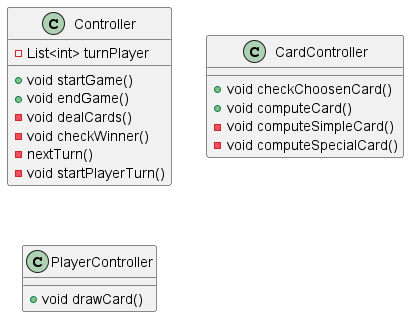 C Controller
List<int> turnPlayer
void startGame()
void endGame()
void dealCards()
void checkWinner()
nextTurn()
void startPlayerTurn()
C CardController
void checkChoosenCard()
void computeCard()
void computeSimpleCard()
void computeSpecialCard()
C PlayerController
void drawCard()